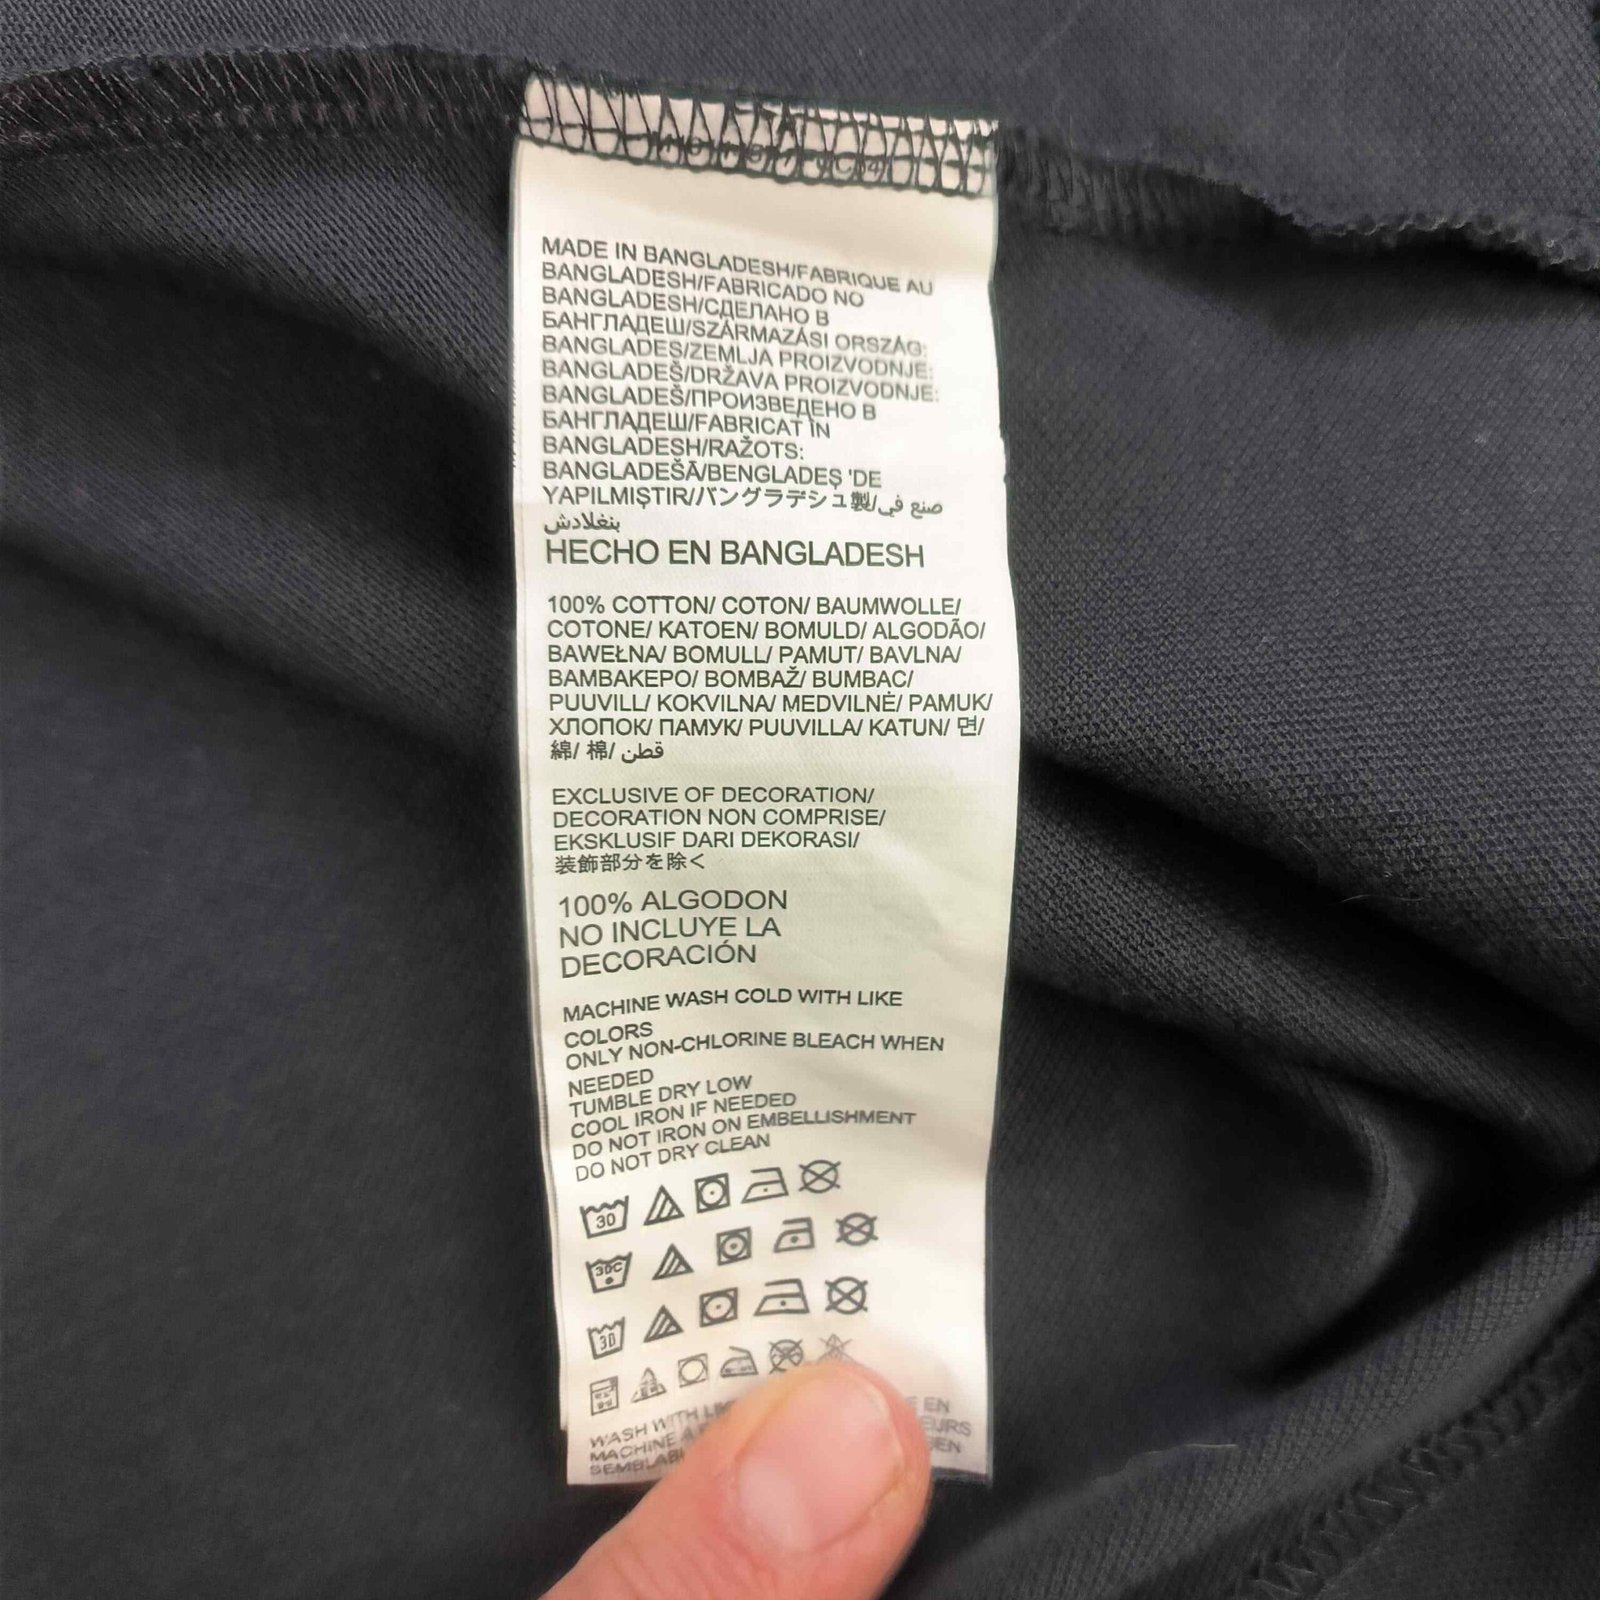 MADE IN BANGLADESH/FABRIQUE AU
BANGLADESH/FABRICADO NO
BANGLADESH/СДЕЛАНО В
БАНГЛАДЕШ/SZÁRMAZÁSI ORSZÁG:
BANGLADES/ZEMLJA PROIZVODNJE:
BANGLADEŠ/DRŽAVA PROIZVODNJE:
BANGLADEŠ/ПРОИЗВЕДЕНО В
БАНГЛАДЕШ/FABRICAT ÎN
BANGLADESH/RAŽOTS:
BANGLADEŠĀ/BENGLADEŞ 'DE
YAPILMIŞTIR/バングラデシュ製/صنع في
بنغلادش
HECHO EN BANGLADESH
100% COTTON/ COTON/ BAUMWOLLE/
COTONE/ KATOEN/ BOMULD/ ALGODÃO/
BAWEŁNA/ BOMULL/ PAMUT/ BAVLNA/
BAMBAKEPO/ BOMBAŽ/ BUMBAC/
PUUVILL/ KOKVILNA/ MEDVILNĖ/ PAMUK/
ХЛОПОК/ ПАМУК/ PUUVILLA/ KATUN/ 면/
綿/ 棉/ قطن
EXCLUSIVE OF DECORATION/
DECORATION NON COMPRISE/
EKSKLUSIF DARI DEKORASI/
装飾部分を除く
100% ALGODON
NO INCLUYE LA
DECORACIÓN
MACHINE WASH COLD WITH LIKE
COLORS
ONLY NON-CHLORINE BLEACH WHEN
NEEDED
TUMBLE DRY LOW
COOL IRON IF NEEDED
DO NOT IRON ON EMBELLISHMENT
DO NOT DRY CLEAN
30
30C
30
WASH WITH
MACHINE EN